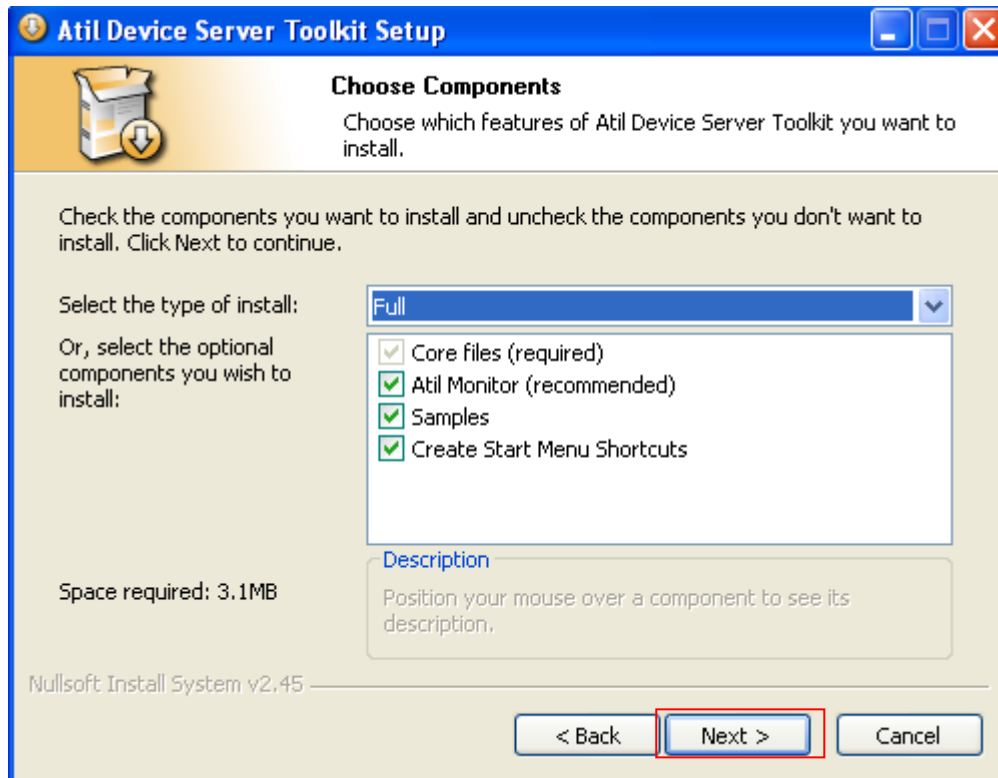 Atil Device Server Toolkit Setup
Choose Components
Choose which features of Atil Device Server Toolkit you want to
install.
Check the components you want to install and uncheck the components you don't want to
install. Click Next to continue.
Select the type of install:
Full
Or, select the optional
components you wish to
install:
Core files (required)
Atil Monitor (recommended)
Samples
Create Start Menu Shortcuts
Space required: 3.1MB
Description
Position your mouse over a component to see its
description.
Nullsoft Install System v2.45
< Back
Next >
Cancel